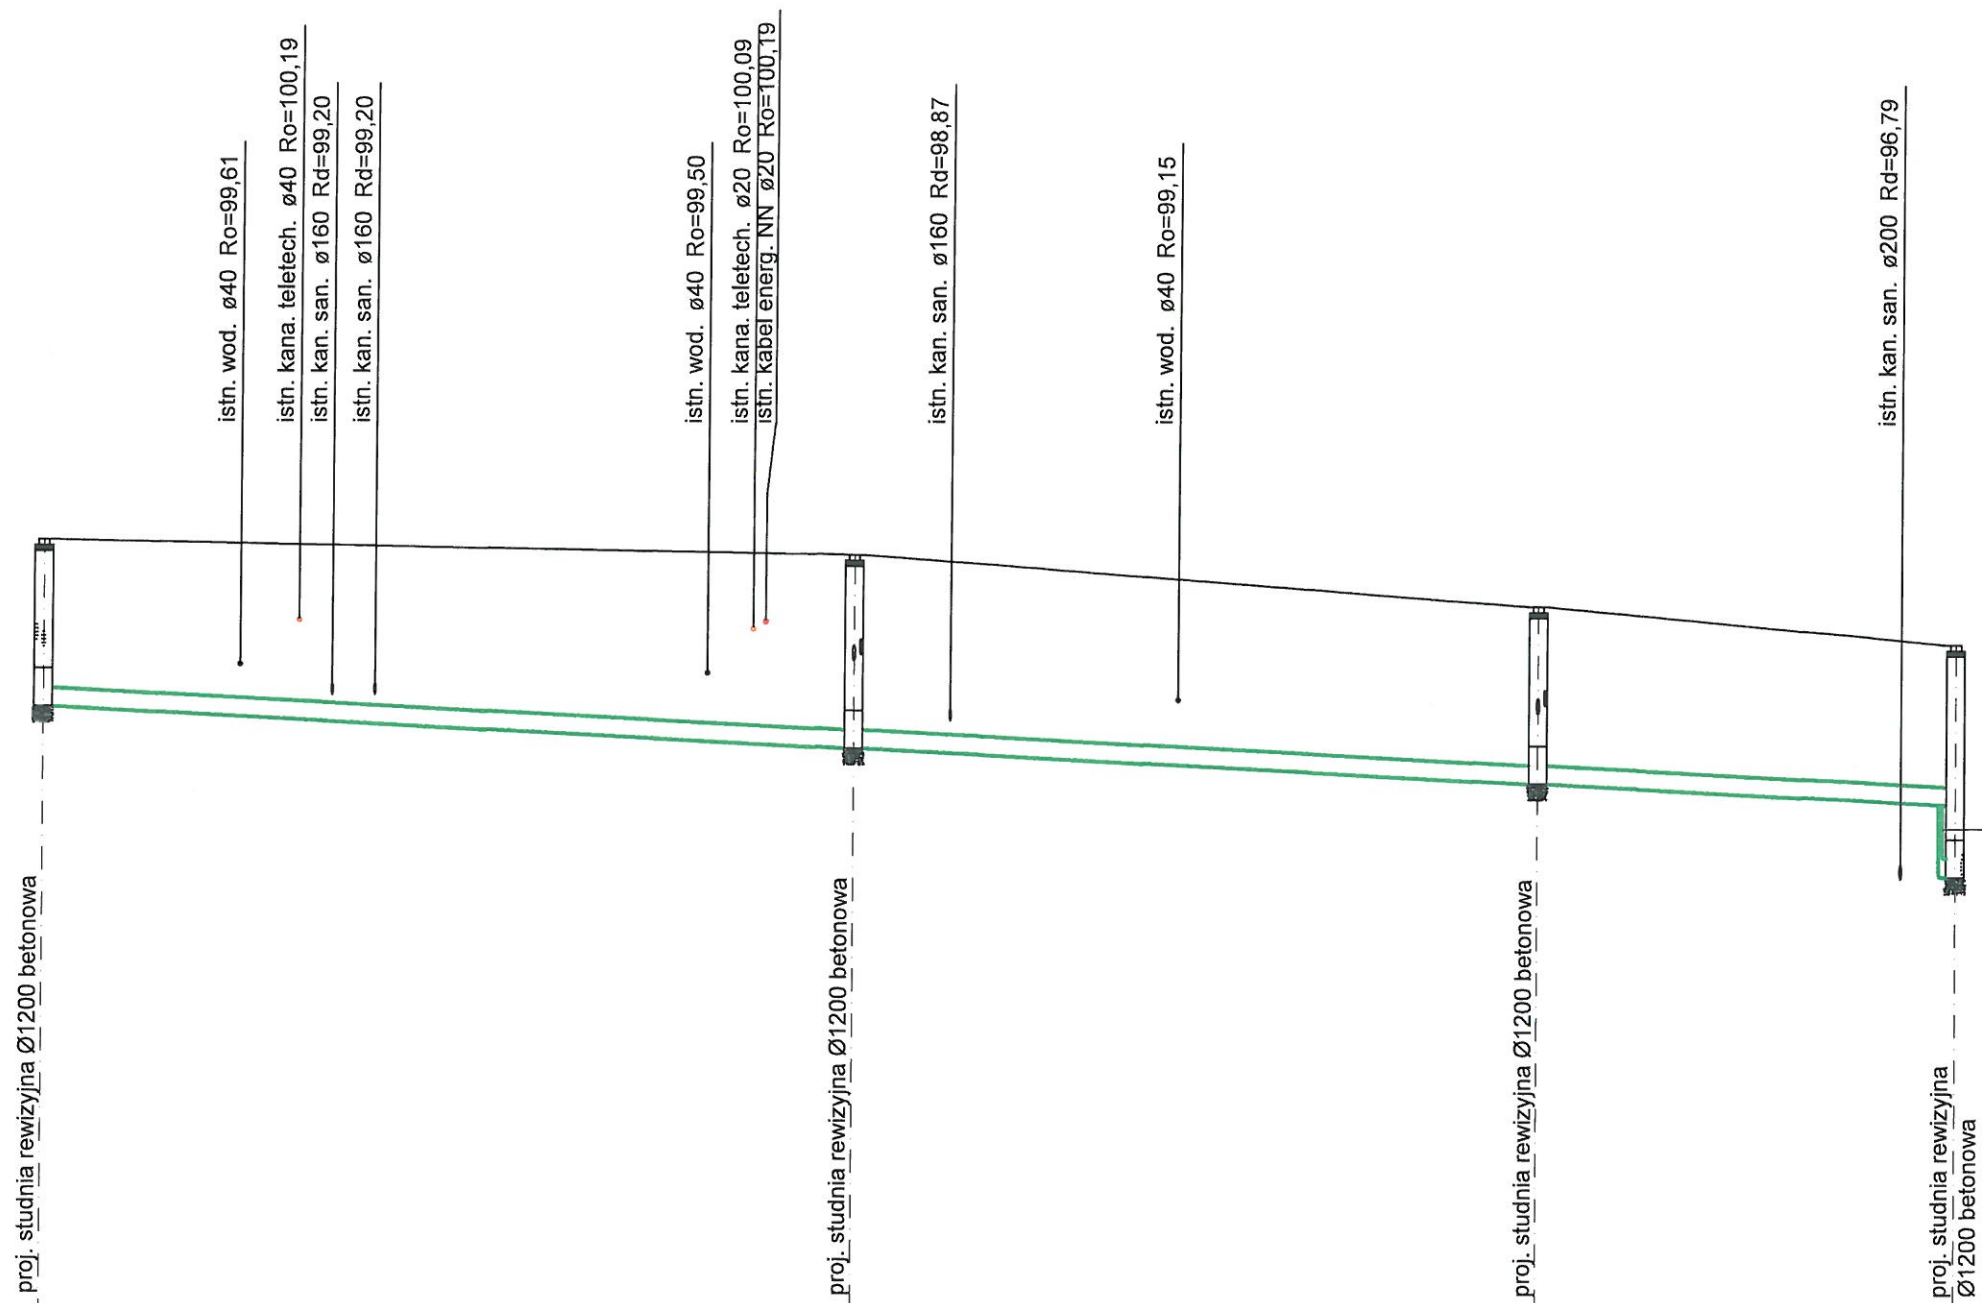 istn. wod. ø40 Ro=99,61
istn. kana. teletech. ø40 Ro=100,19
istn. kan. san. ø160 Rd=99,20
istn. kan. san. ø160 Rd=99,20
istn. wod. ø40 Ro=99,50
istn. kana. teletech. ø20 Ro=100,09
istn. kabel energ. NN ø20 Ro=100,19
istn. kan. san. ø160 Rd=98,87
istn. wod. ø40 Ro=99,15
istn. kan. san. ø200 Rd=96,79
proj. studnia rewizyjna Ø1200 betonowa
proj. studnia rewizyjna Ø1200 betonowa
proj. studnia rewizyjna Ø1200 betonowa
proj. studnia rewizyjna
Ø1200 betonowa